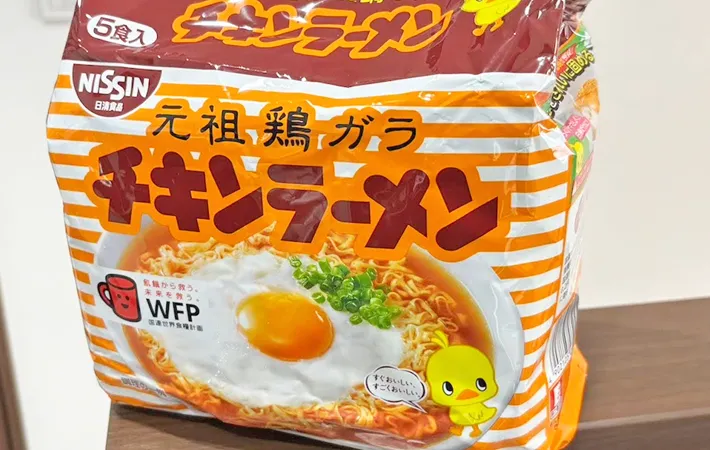 5食入
チキンラーメン
NISSIN
日清食品
元祖鶏ガラ
チキンラーメン
飢餓から救う。
未来を救う。
WFP
国連世界食糧計画
すぐおいしい、
すごくおいしい。